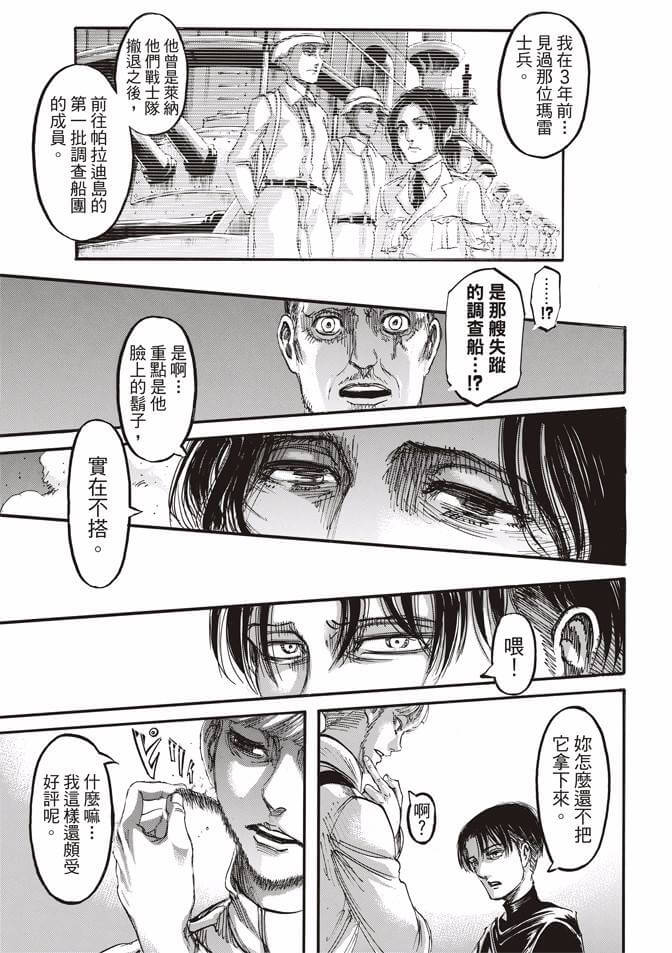 我在3年前…
見過那位瑪雷
士兵。
他曾是萊納
他們戰士隊
撤退之後，
前往帕拉迪島的
第一批調查船團
的成員。
……
…⁉
是那艘失蹤
的調查船…⁉
是啊…
重點是他
臉上的鬍子，
實在不搭。
喂！
妳怎麼還不把
它拿下來。
啊？
什麼嘛…
我這樣還頗受
好評呢。